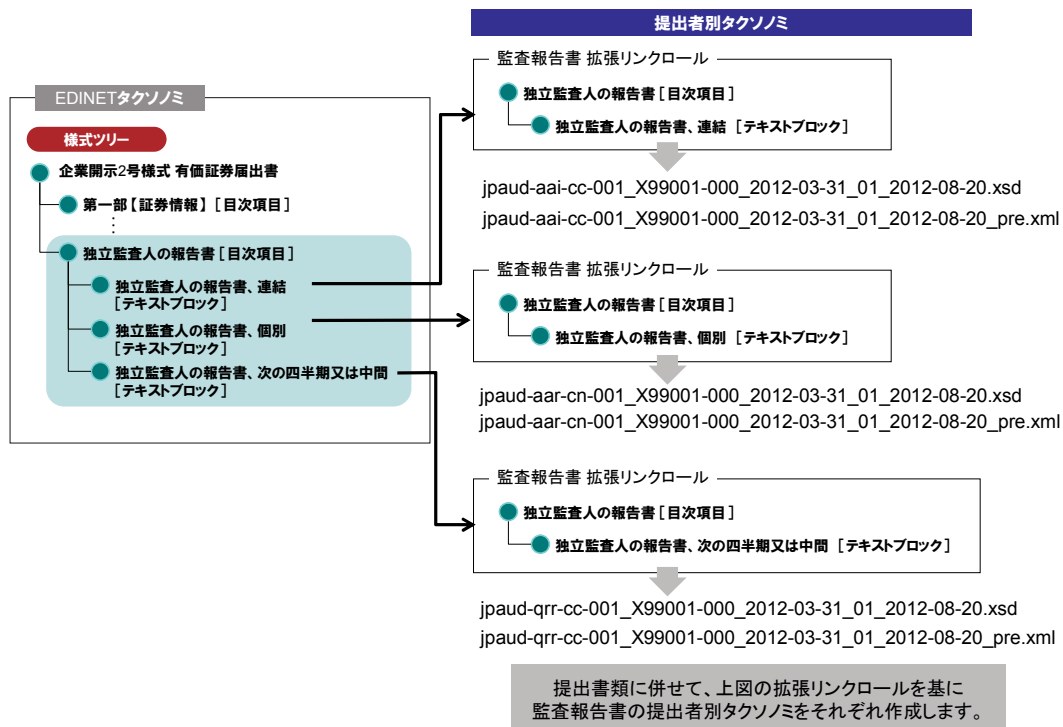 提出者別タクソノミ
EDINETタクソノミ
様式ツリー
企業開示2号様式 有価証券届出書
第一部【証券情報】 [目次項目]
⋮
独立監査人の報告書 [目次項目]
独立監査人の報告書、連結
[テキストブロック]
独立監査人の報告書、個別
[テキストブロック]
独立監査人の報告書、次の四半期又は中間
[テキストブロック]
監査報告書 拡張リンクロール
独立監査人の報告書 [目次項目]
独立監査人の報告書、連結 [テキストブロック]
jpaud-aai-cc-001_X99001-000_2012-03-31_01_2012-08-20.xsd
jpaud-aai-cc-001_X99001-000_2012-03-31_01_2012-08-20_pre.xml
監査報告書 拡張リンクロール
独立監査人の報告書 [目次項目]
独立監査人の報告書、個別 [テキストブロック]
jpaud-aar-cn-001_X99001-000_2012-03-31_01_2012-08-20.xsd
jpaud-aar-cn-001_X99001-000_2012-03-31_01_2012-08-20_pre.xml
監査報告書 拡張リンクロール
独立監査人の報告書 [目次項目]
独立監査人の報告書、次の四半期又は中間 [テキストブロック]
jpaud-qrr-cc-001_X99001-000_2012-03-31_01_2012-08-20.xsd
jpaud-qrr-cc-001_X99001-000_2012-03-31_01_2012-08-20_pre.xml
提出書類に併せて、上図の拡張リンクロールを基に
監査報告書の提出者別タクソノミをそれぞれ作成します。